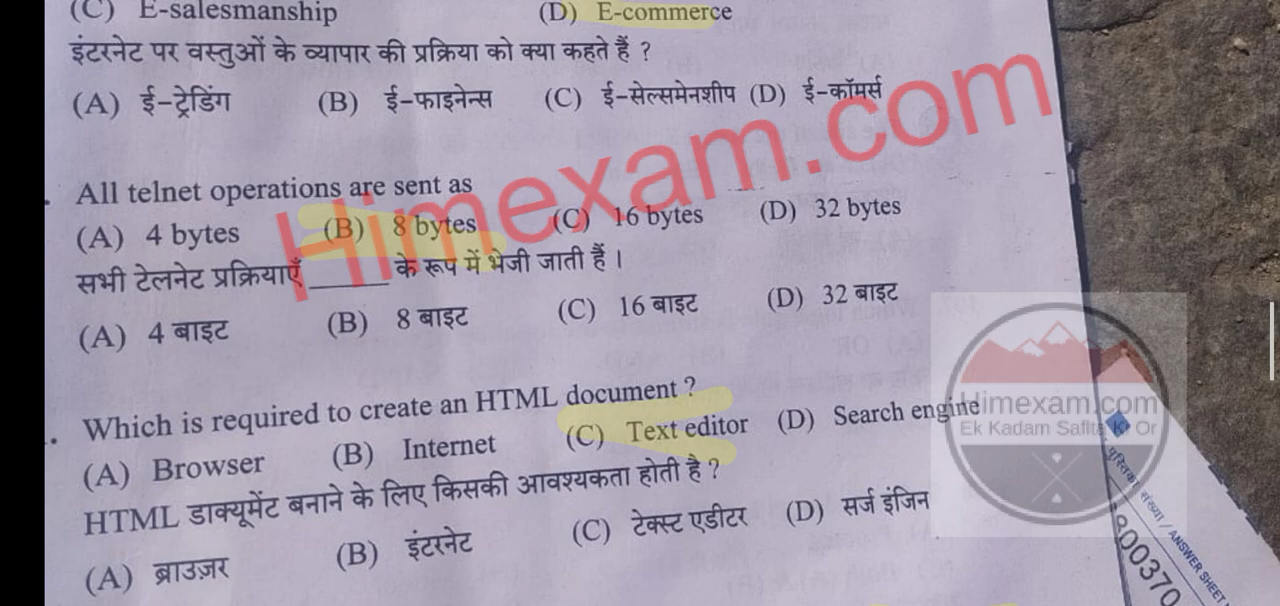 (C) E-salesmanship (D) E-commerce
इंटरनेट पर वस्तुओं के व्यापार की प्रक्रिया को क्या कहते हैं ?
(A) ई-ट्रेडिंग (B) ई-फाइनेन्स (C) ई-सेल्समेनशीप (D) ई-कॉमर्स
All telnet operations are sent as
(A) 4 bytes (B) 8 bytes (C) 16 bytes (D) 32 bytes
सभी टेलनेट प्रक्रियाएँ ______ के रूप में भेजी जाती हैं ।
(A) 4 बाइट (B) 8 बाइट (C) 16 बाइट (D) 32 बाइट
Which is required to create an HTML document ?
(A) Browser (B) Internet (C) Text editor (D) Search engine
HTML डाक्यूमेंट बनाने के लिए किसकी आवश्यकता होती है ?
(A) ब्राउज़र (B) इंटरनेट (C) टेक्स्ट एडीटर (D) सर्ज इंजिन
Himexam.com
Himexam.com
Ek Kadam Saflta Ki Or
पुस्तिका संख्या / ANSWER SHEET
800370